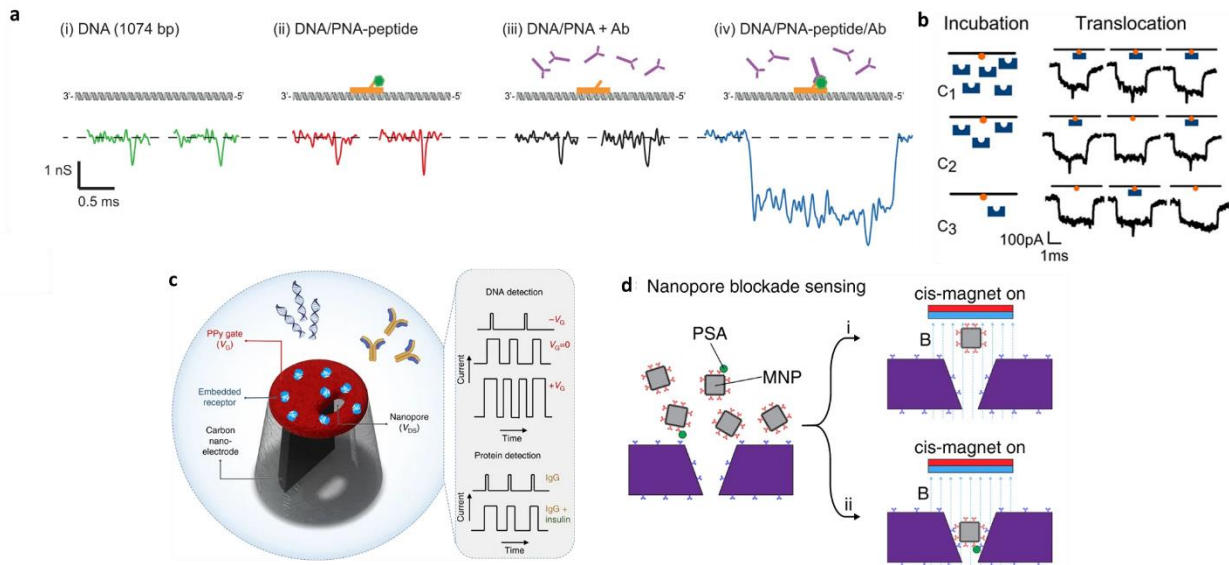 a
(i) DNA (1074 bp)
(ii) DNA/PNA-peptide
(iii) DNA/PNA + Ab
(iv) DNA/PNA-peptide/Ab
3'-
-5'
3'-
-5'
3'-
-5'
3'-
-5'
1 nS
0.5 ms
b
Incubation
Translocation
C1
C2
C3
100pA
1ms
c
PPy gate
(VG)
Embedded
receptor
Carbon
nano-
electrode
Nanopore
(VDS)
DNA detection
−VG
VG=0
+VG
Current
Time
Protein detection
IgG
IgG +
insulin
Current
Time
d
Nanopore blockade sensing
PSA
MNP
i
cis-magnet on
B
ii
cis-magnet on
B